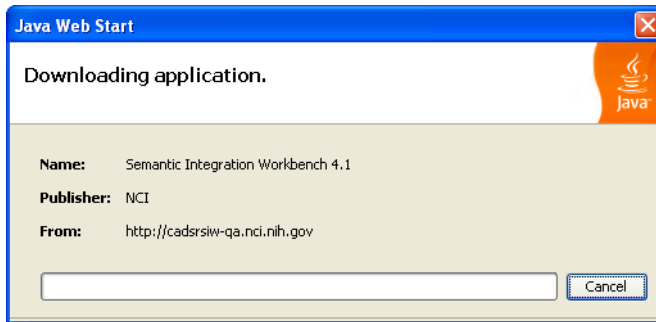 Java Web Start
Downloading application.
Java™
Name: Semantic Integration Workbench 4.1
Publisher: NCI
From: http://cadsrsiw-qa.nci.nih.gov
Cancel